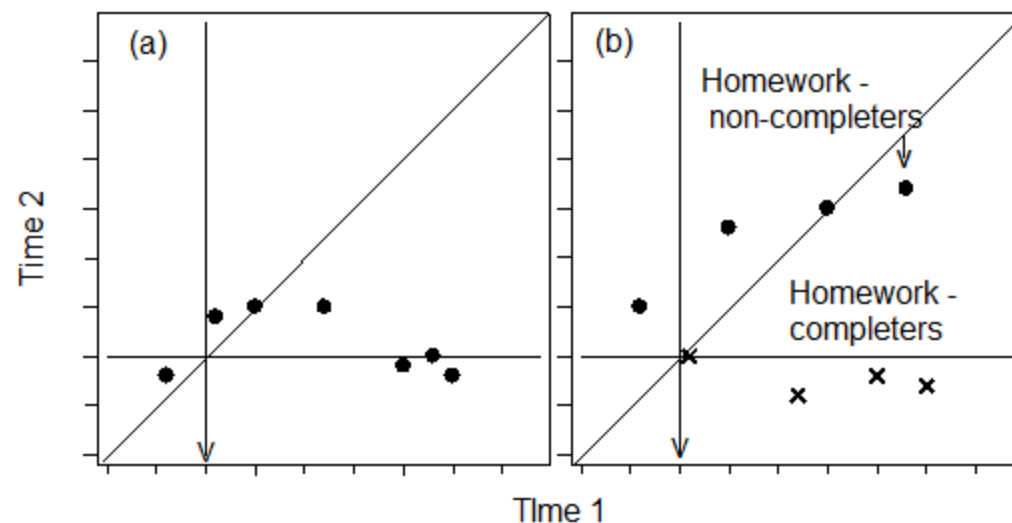 (a)
(b)
Homework -
non-completers
Homework -
completers
Time 2
TIme 1